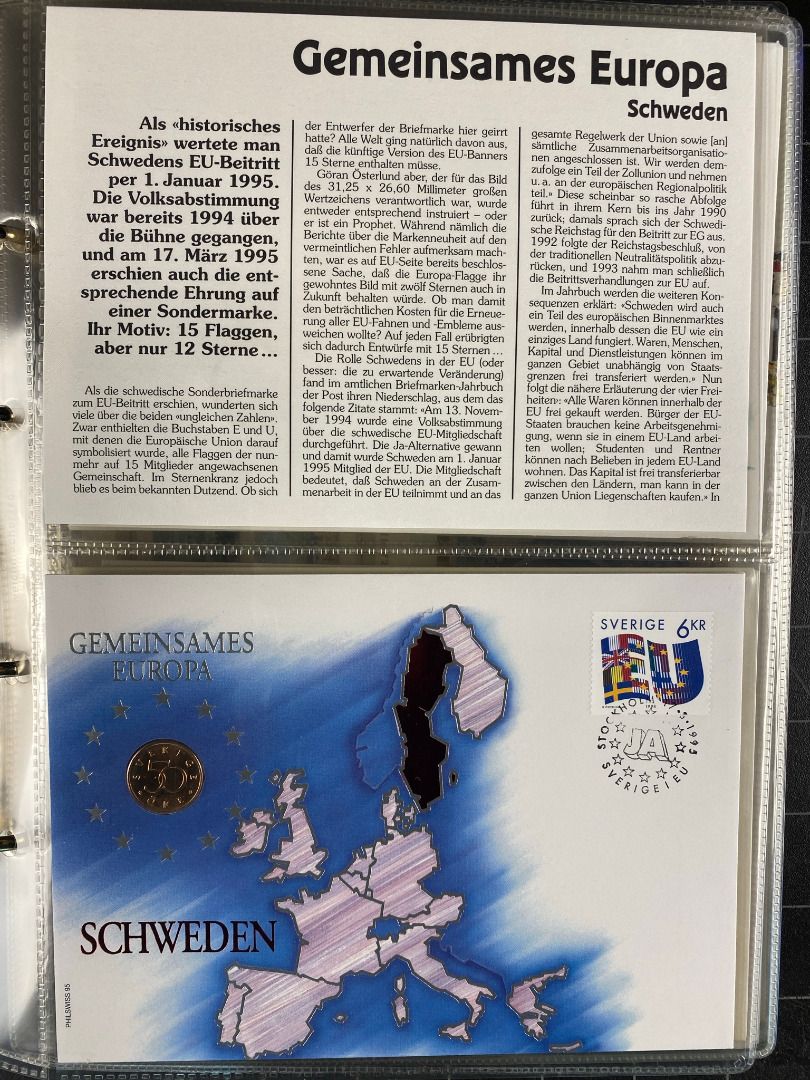 Gemeinsames Europa
Schweden
Als «historisches
Ereignis» wertete man
Schwedens EU-Beitritt
per 1. Januar 1995.
Die Volksabstimmung
war bereits 1994 über
die Bühne gegangen,
und am 17. März 1995
erschien auch die ent-
sprechende Ehrung auf
einer Sondermarke.
Ihr Motiv: 15 Flaggen,
aber nur 12 Sterne ...
Als die schwedische Sonderbriefmarke
zum EU-Beitritt erschien, wunderten sich
viele über die beiden «ungleichen Zahlen».
Zwar enthielten die Buchstaben E und U,
mit denen die Europäische Union darauf
symbolisiert wurde, alle Flaggen der nun-
mehr auf 15 Mitglieder angewachsenen
Gemeinschaft. Im Sternenkranz jedoch
blieb es beim bekannten Dutzend. Ob sich
der Entwerfer der Briefmarke hier geirrt
hatte? Alle Welt ging natürlich davon aus,
daß die künftige Version des EU-Banners
15 Sterne enthalten müsse.
Göran Österlund aber, der für das Bild
des 31,25 x 26,60 Millimeter großen
Wertzeichens verantwortlich war, wurde
entweder entsprechend instruiert – oder
er ist ein Prophet. Während nämlich die
Berichte über die Markenneuheit auf den
vermeintlichen Fehler aufmerksam mach-
ten, war es auf EU-Seite bereits beschlos-
sene Sache, daß die Europa-Flagge ihr
gewohntes Bild mit zwölf Sternen auch in
Zukunft behalten würde. Ob man damit
den beträchtlichen Kosten für die Erneue-
rung aller EU-Fahnen und -Embleme aus-
weichen wollte? Auf jeden Fall erübrigten
sich dadurch Entwürfe mit 15 Sternen ...
Die Rolle Schwedens in der EU (oder
besser: die zu erwartende Veränderung)
fand im amtlichen Briefmarken-Jahrbuch
der Post ihren Niederschlag, aus dem das
folgende Zitate stammt: «Am 13. Novem-
ber 1994 wurde eine Volksabstimmung
über die schwedische EU-Mitgliedschaft
durchgeführt. Die Ja-Alternative gewann
und damit wurde Schweden am 1. Januar
1995 Mitglied der EU. Die Mitgliedschaft
bedeutet, daß Schweden an der Zusam-
menarbeit in der EU teilnimmt und an das
gesamte Regelwerk der Union sowie [an]
sämtliche Zusammenarbeitsorganisatio-
nen angeschlossen ist. Wir werden dem-
zufolge ein Teil der Zollunion und nehmen
u. a. an der europäischen Regionalpolitik
teil.» Diese scheinbar so rasche Abfolge
führt in ihrem Kern bis ins Jahr 1990
zurück; damals sprach sich der Schwedi-
sche Reichstag für den Beitritt zur EG aus.
1992 folgte der Reichstagsbeschluß, von
der traditionellen Neutralitätspolitik abzu-
rücken, und 1993 nahm man schließlich
die Beitrittsverhandlungen zur EU auf.
Im Jahrbuch werden die weiteren Kon-
sequenzen erklärt: «Schweden wird auch
ein Teil des europäischen Binnenmarktes
werden, innerhalb dessen die EU wie ein
einziges Land fungiert. Waren, Menschen,
Kapital und Dienstleistungen können im
ganzen Gebiet unabhängig von Staats-
grenzen frei transferiert werden.» Nun
folgt die nähere Erläuterung der ‹vier Frei-
heiten›: «Alle Waren können innerhalb der
EU frei gekauft werden. Bürger der EU-
Staaten brauchen keine Arbeitsgenehmi-
gung, wenn sie in einem EU-Land arbei-
ten wollen; Studenten und Rentner
können nach Belieben in jedem EU-Land
wohnen. Das Kapital ist frei transferierbar
zwischen den Ländern, man kann in der
ganzen Union Liegenschaften kaufen.» In
GEMEINSAMES
EUROPA
SVERIGE
50
ÖRE
SCHWEDEN
PHILSWISS 95
SVERIGE 6KR
EU
STOCKHOLM
1995
JA
SVERIGE I EU